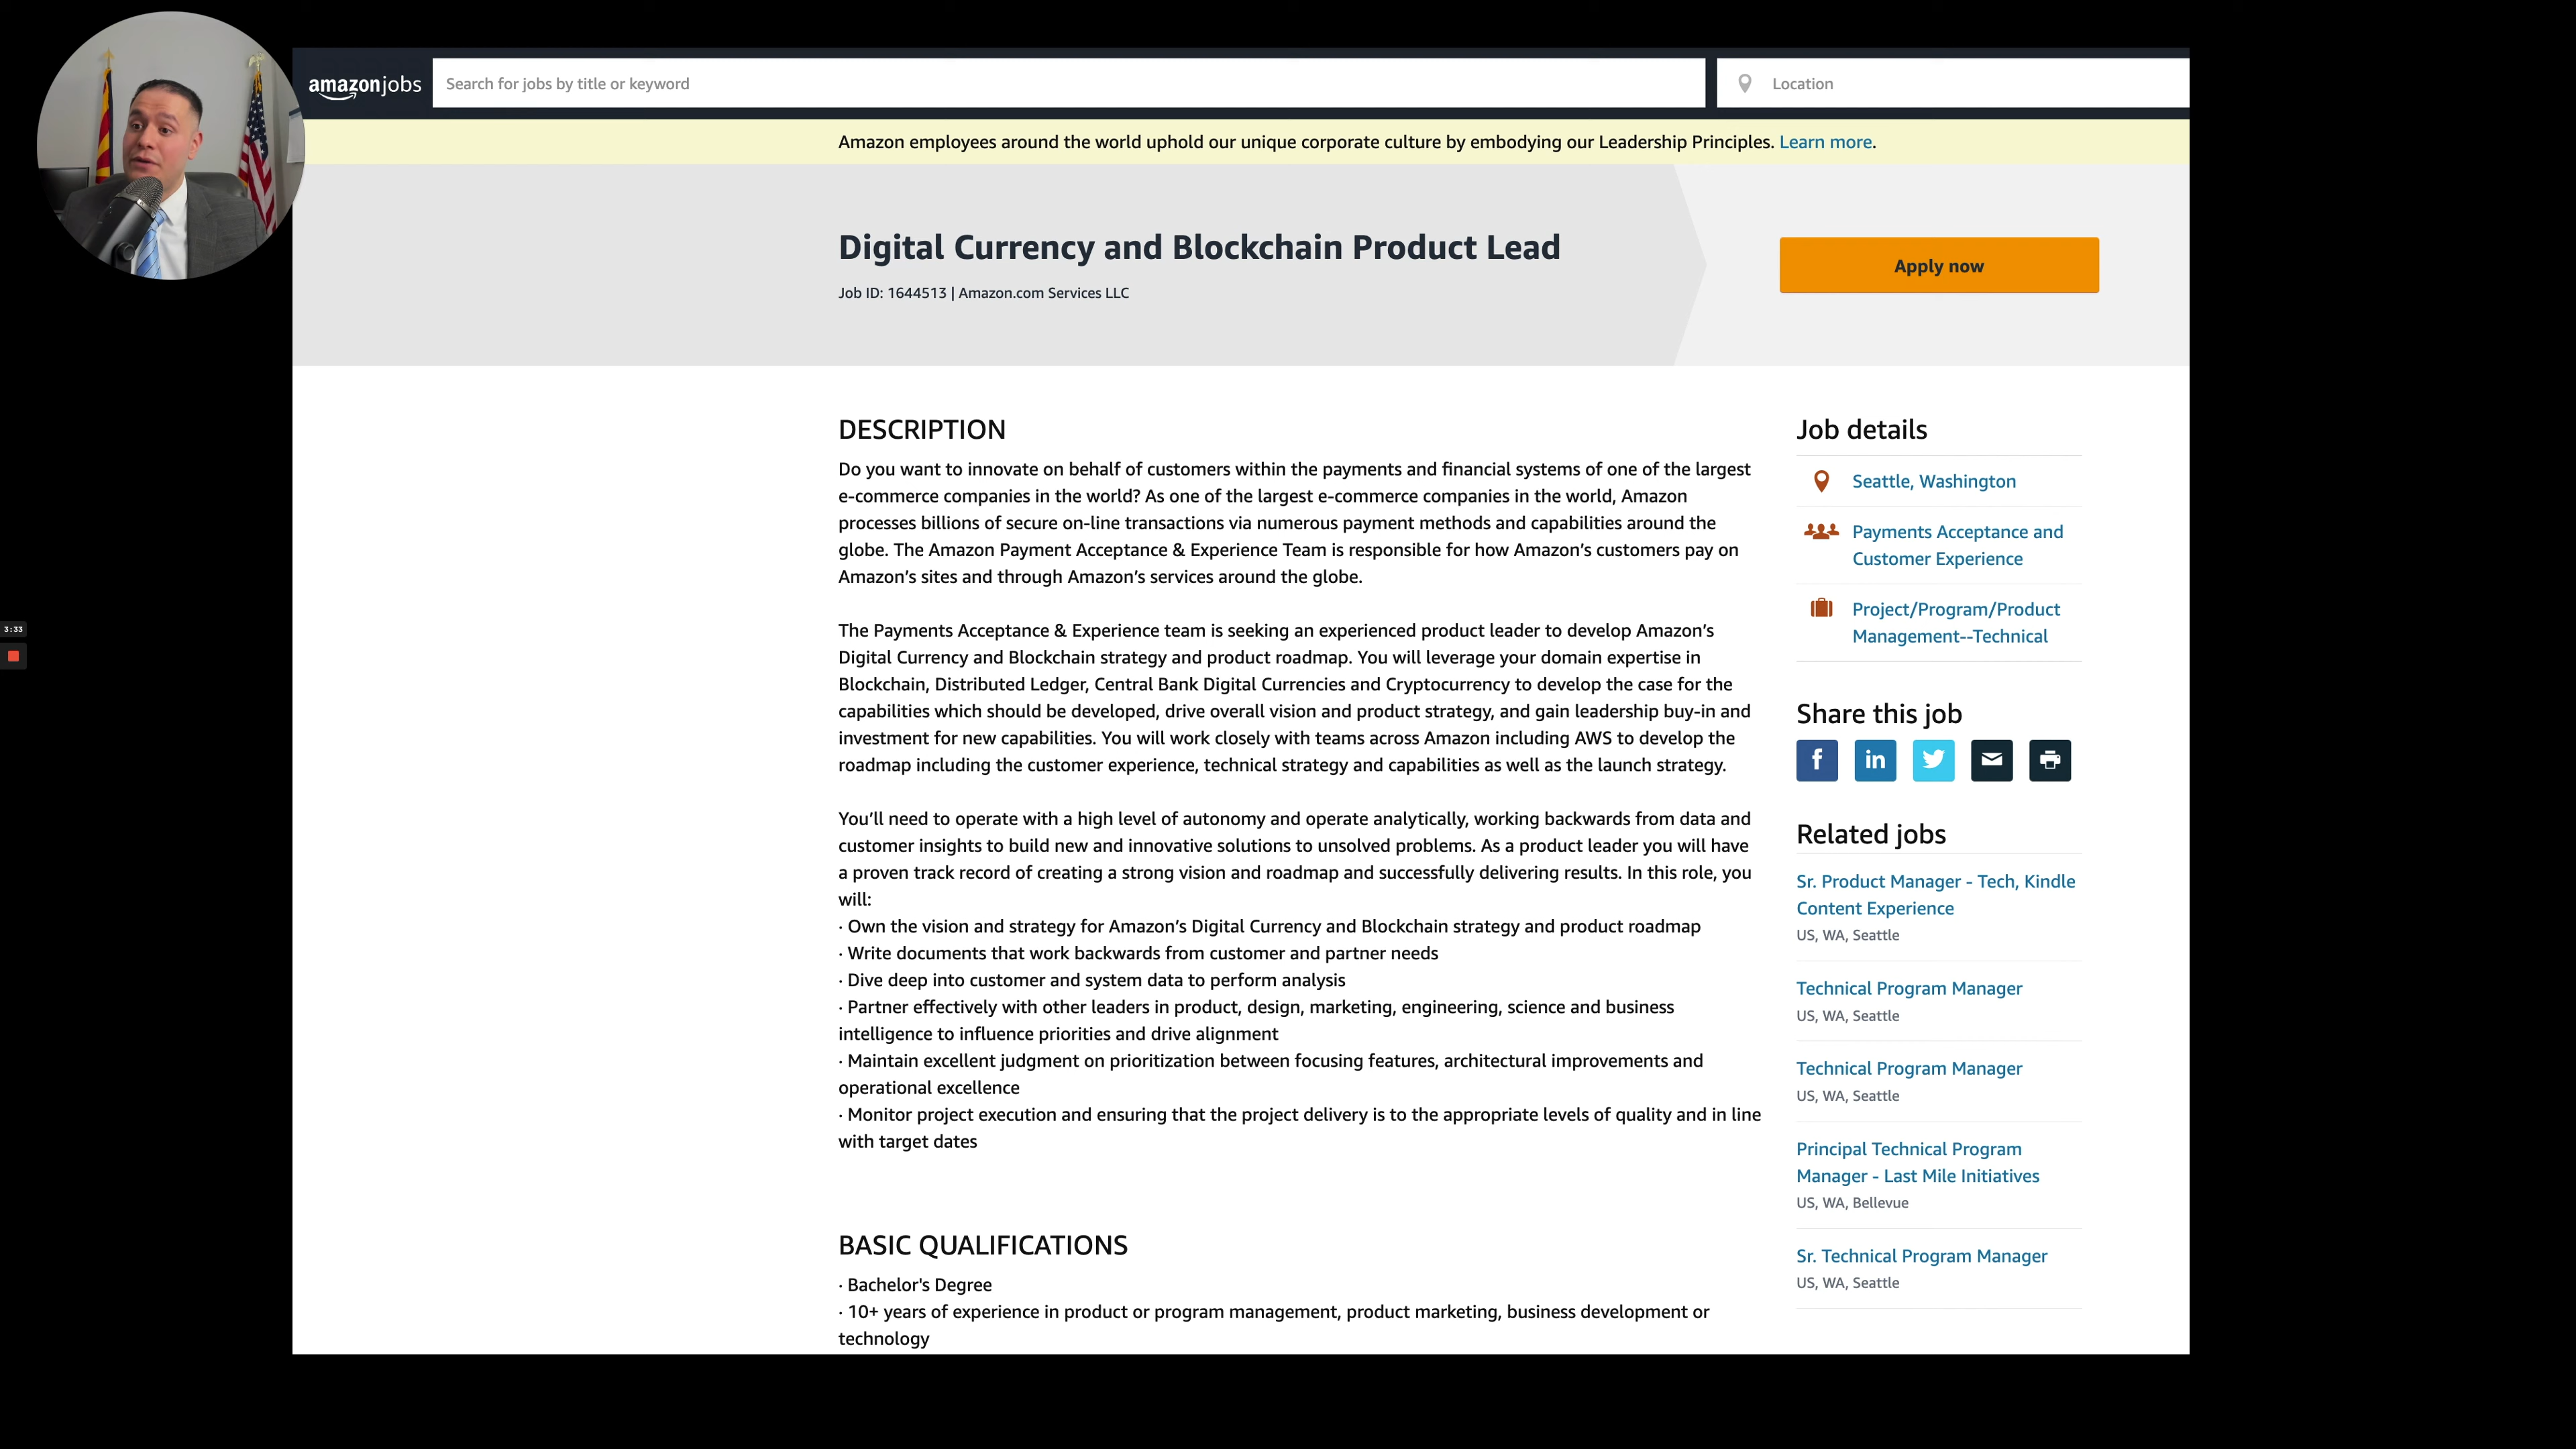 amazonjobs
Search for jobs by title or keyword
Location
Amazon employees around the world uphold our unique corporate culture by embodying our Leadership Principles. Learn more.
Digital Currency and Blockchain Product Lead
Job ID: 1644513 | Amazon.com Services LLC
Apply now
DESCRIPTION
Do you want to innovate on behalf of customers within the payments and financial systems of one of the largest
e-commerce companies in the world? As one of the largest e-commerce companies in the world, Amazon
processes billions of secure on-line transactions via numerous payment methods and capabilities around the
globe. The Amazon Payment Acceptance & Experience Team is responsible for how Amazon's customers pay on
Amazon's sites and through Amazon's services around the globe.
The Payments Acceptance & Experience team is seeking an experienced product leader to develop Amazon's
Digital Currency and Blockchain strategy and product roadmap. You will leverage your domain expertise in
Blockchain, Distributed Ledger, Central Bank Digital Currencies and Cryptocurrency to develop the case for the
capabilities which should be developed, drive overall vision and product strategy, and gain leadership buy-in and
investment for new capabilities. You will work closely with teams across Amazon including AWS to develop the
roadmap including the customer experience, technical strategy and capabilities as well as the launch strategy.
You'll need to operate with a high level of autonomy and operate analytically, working backwards from data and
customer insights to build new and innovative solutions to unsolved problems. As a product leader you will have
a proven track record of creating a strong vision and roadmap and successfully delivering results. In this role, you
will:
· Own the vision and strategy for Amazon's Digital Currency and Blockchain strategy and product roadmap
· Write documents that work backwards from customer and partner needs
· Dive deep into customer and system data to perform analysis
· Partner effectively with other leaders in product, design, marketing, engineering, science and business
intelligence to influence priorities and drive alignment
· Maintain excellent judgment on prioritization between focusing features, architectural improvements and
operational excellence
· Monitor project execution and ensuring that the project delivery is to the appropriate levels of quality and in line
with target dates
BASIC QUALIFICATIONS
· Bachelor's Degree
· 10+ years of experience in product or program management, product marketing, business development or
technology
Job details
Seattle, Washington
Payments Acceptance and
Customer Experience
Project/Program/Product
Management--Technical
Share this job
f
in
Related jobs
Sr. Product Manager - Tech, Kindle
Content Experience
US, WA, Seattle
Technical Program Manager
US, WA, Seattle
Technical Program Manager
US, WA, Seattle
Principal Technical Program
Manager - Last Mile Initiatives
US, WA, Bellevue
Sr. Technical Program Manager
US, WA, Seattle
3:33